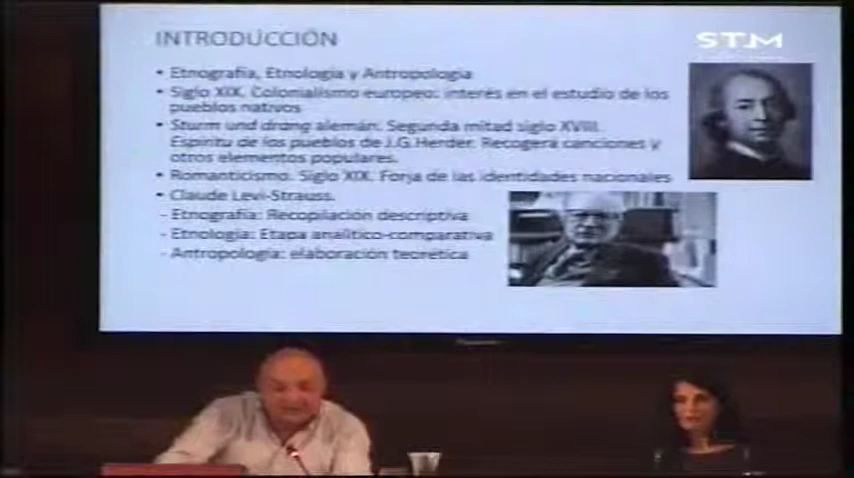 INTRODUCCIÓN
STM
• Etnografía, Etnología y Antropología
• Siglo XIX. Colonialismo europeo: interés en el estudio de los
pueblos nativos
• Sturm und drang alemán. Segunda mitad siglo XVIII.
Espíritu de los pueblos de J.G.Herder. Recogerá canciones y
otros elementos populares.
• Romanticismo. Siglo XIX. Forja de las identidades nacionales
• Claude Levi-Strauss.
- Etnografía: Recopilación descriptiva
- Etnología: Etapa analítico-comparativa
- Antropología: elaboración teorética